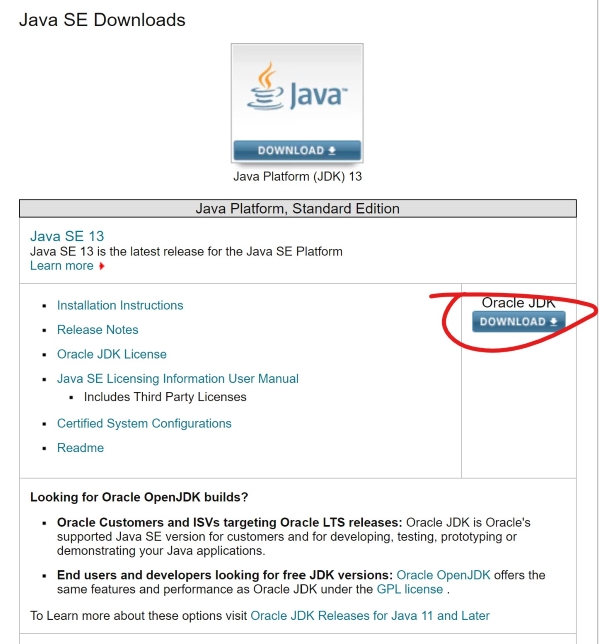 Java SE Downloads
Java™
DOWNLOAD
Java Platform (JDK) 13
Java Platform, Standard Edition
Java SE 13
Java SE 13 is the latest release for the Java SE Platform
Learn more
Installation Instructions
Release Notes
Oracle JDK License
Java SE Licensing Information User Manual
Includes Third Party Licenses
Certified System Configurations
Readme
Oracle JDK
DOWNLOAD
Looking for Oracle OpenJDK builds?
Oracle Customers and ISVs targeting Oracle LTS releases: Oracle JDK is Oracle's
supported Java SE version for customers and for developing, testing, prototyping or
demonstrating your Java applications.
End users and developers looking for free JDK versions: Oracle OpenJDK offers the
same features and performance as Oracle JDK under the GPL license .
To Learn more about these options visit Oracle JDK Releases for Java 11 and Later